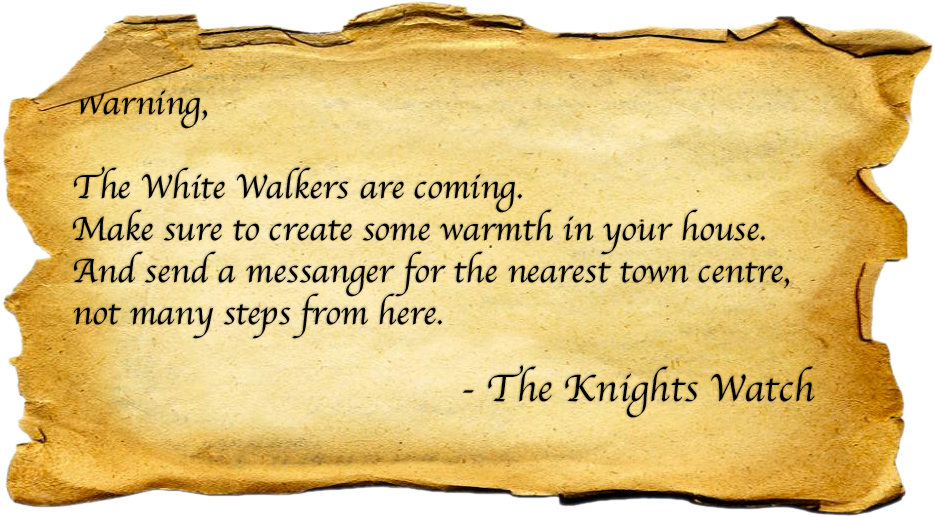 Warning,
The White Walkers are coming.
Make sure to create some warmth in your house.
And send a messanger for the nearest town centre,
not many steps from here.
- The Knights Watch